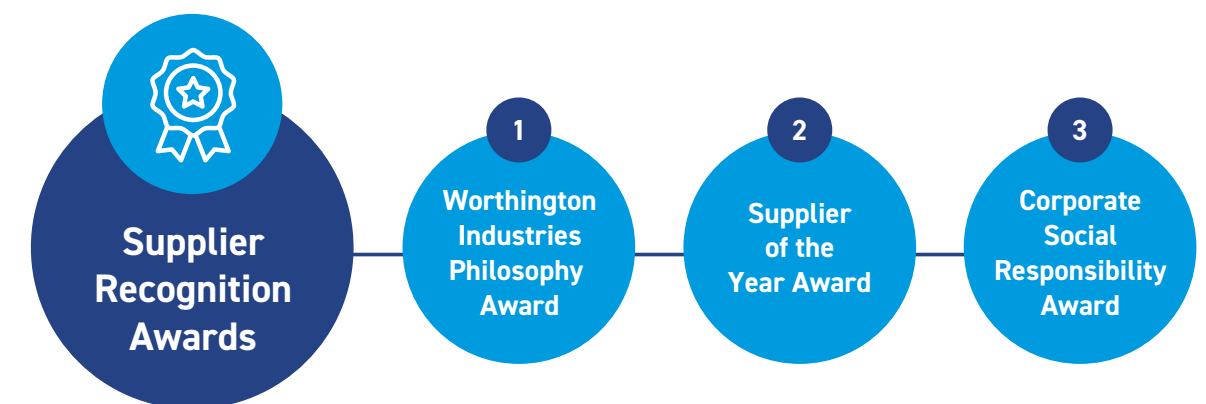 Supplier
Recognition
Awards
1
Worthington
Industries
Philosophy
Award
2
Supplier
of the
Year Award
3
Corporate
Social
Responsibility
Award